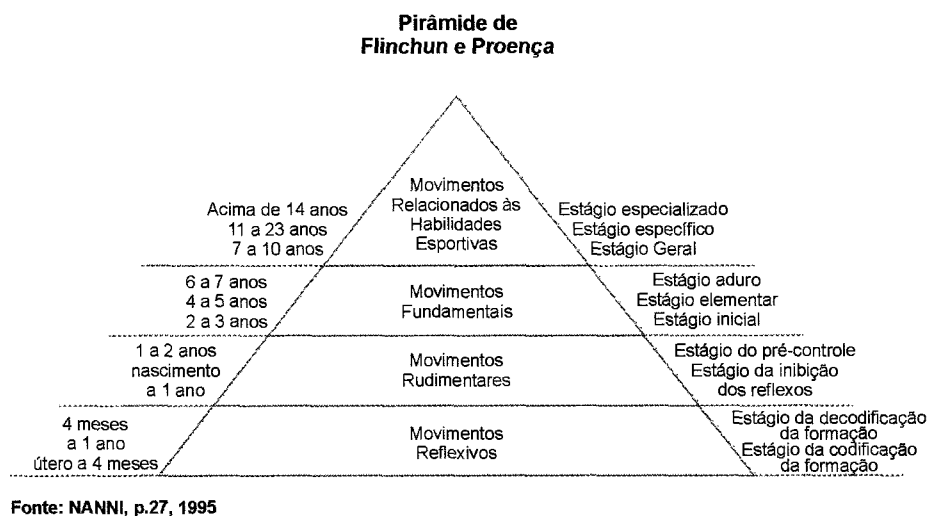 Pirâmide de
Flinchun e Proença
Acima de 14 anos
11 a 23 anos
7 a 10 anos
Movimentos
Relacionados às
Habilidades
Esportivas
Estágio especializado
Estágio específico
Estágio Geral
6 a 7 anos
4 a 5 anos
2 a 3 anos
Movimentos
Fundamentais
Estágio aduro
Estágio elementar
Estágio inicial
1 a 2 anos
nascimento
a 1 ano
Movimentos
Rudimentares
Estágio do pré-controle
Estágio da inibição
dos reflexos
4 meses
a 1 ano
útero a 4 meses
Movimentos
Reflexivos
Estágio da decodificação
da formação
Estágio da codificação
da formação
Fonte: NANNI, p.27, 1995